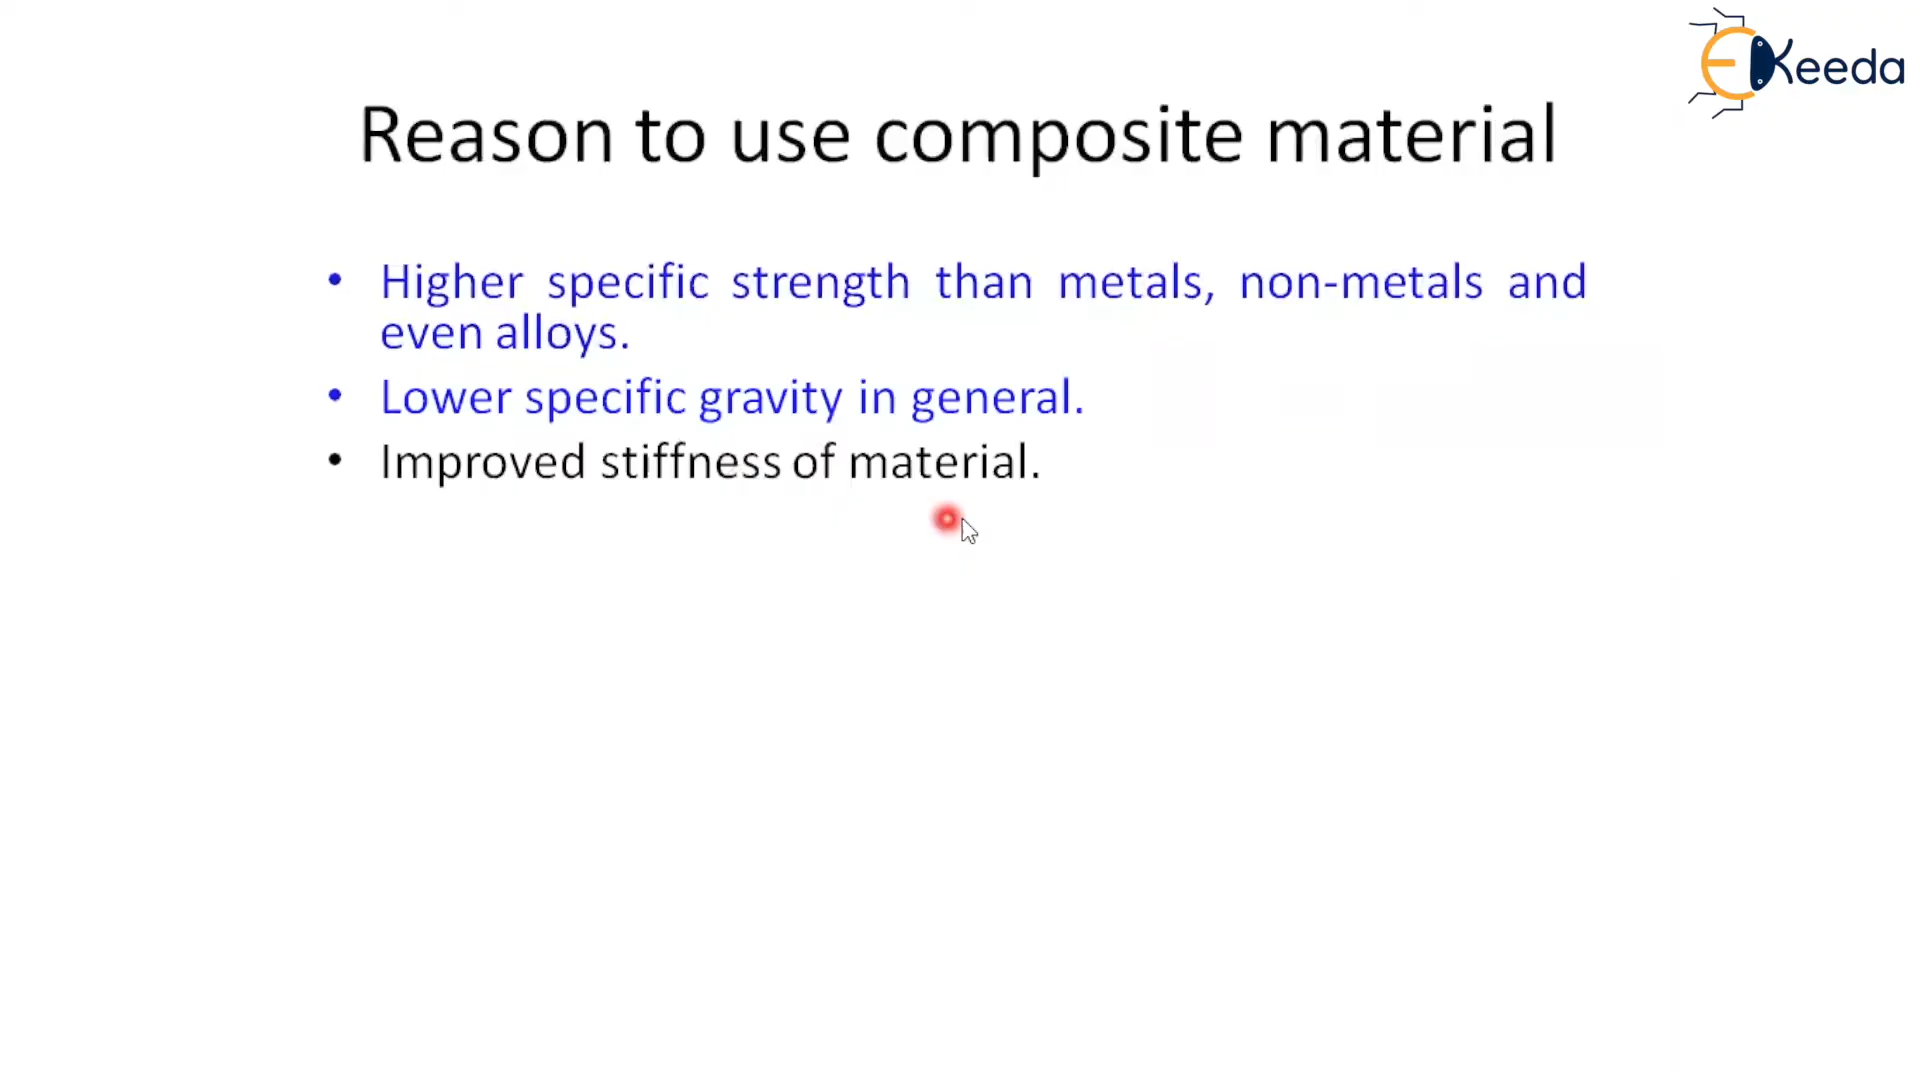 EKeeda
Reason to use composite material
• Higher specific strength than metals, non-metals and
even alloys.
• Lower specific gravity in general.
• Improved stiffness of material.